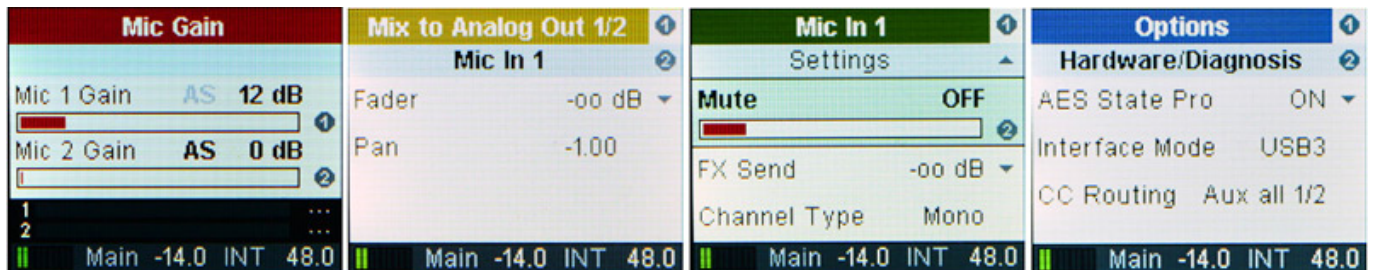 Mic Gain
Mic 1 Gain AS 12 dB
1
Mic 2 Gain AS 0 dB
2
1 ...
2 ...
Main -14.0 INT 48.0
Mix to Analog Out 1/2 1
Mic In 1 2
Fader -oo dB
Pan -1.00
Main -14.0 INT 48.0
Mic In 1 1
Settings
Mute OFF
2
FX Send -oo dB
Channel Type Mono
Main -14.0 INT 48.0
Options 1
Hardware/Diagnosis 2
AES State Pro ON
Interface Mode USB3
CC Routing Aux all 1/2
Main -14.0 INT 48.0